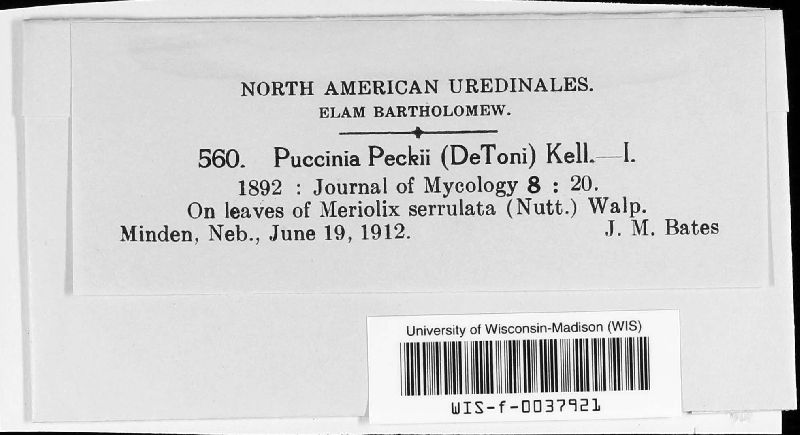 NORTH AMERICAN UREDINALES.
ELAM BARTHOLOMEW.
560. Puccinia Peckii (DeToni) Kell.—I.
1892 : Journal of Mycology 8 : 20.
On leaves of Meriolix serrulata (Nutt.) Walp.
Minden, Neb., June 19, 1912. J. M. Bates
University of Wisconsin-Madison (WIS)
WIS-f-0037921